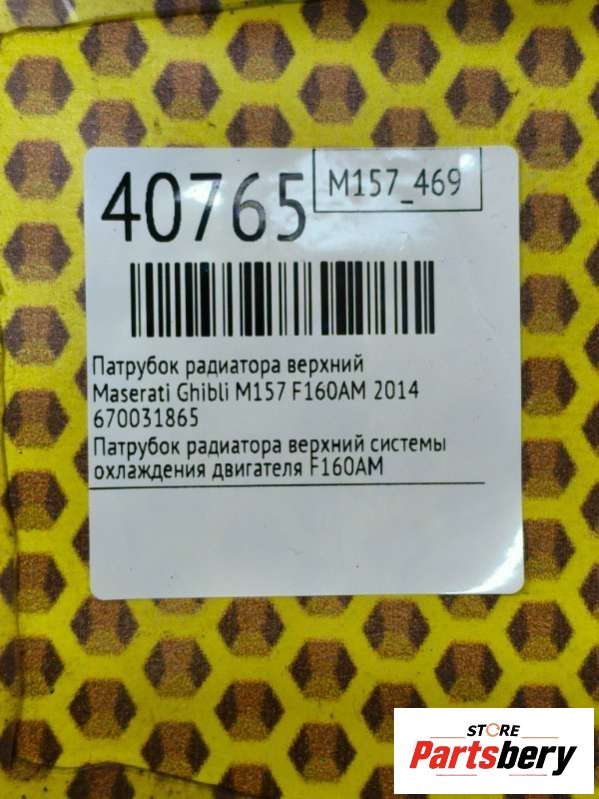 40765
M157_469
Патрубок радиатора верхний
Maserati Ghibli M157 F160AM 2014
670031865
Патрубок радиатора верхний системы
охлаждения двигателя F160AM
STORE
Partsbery